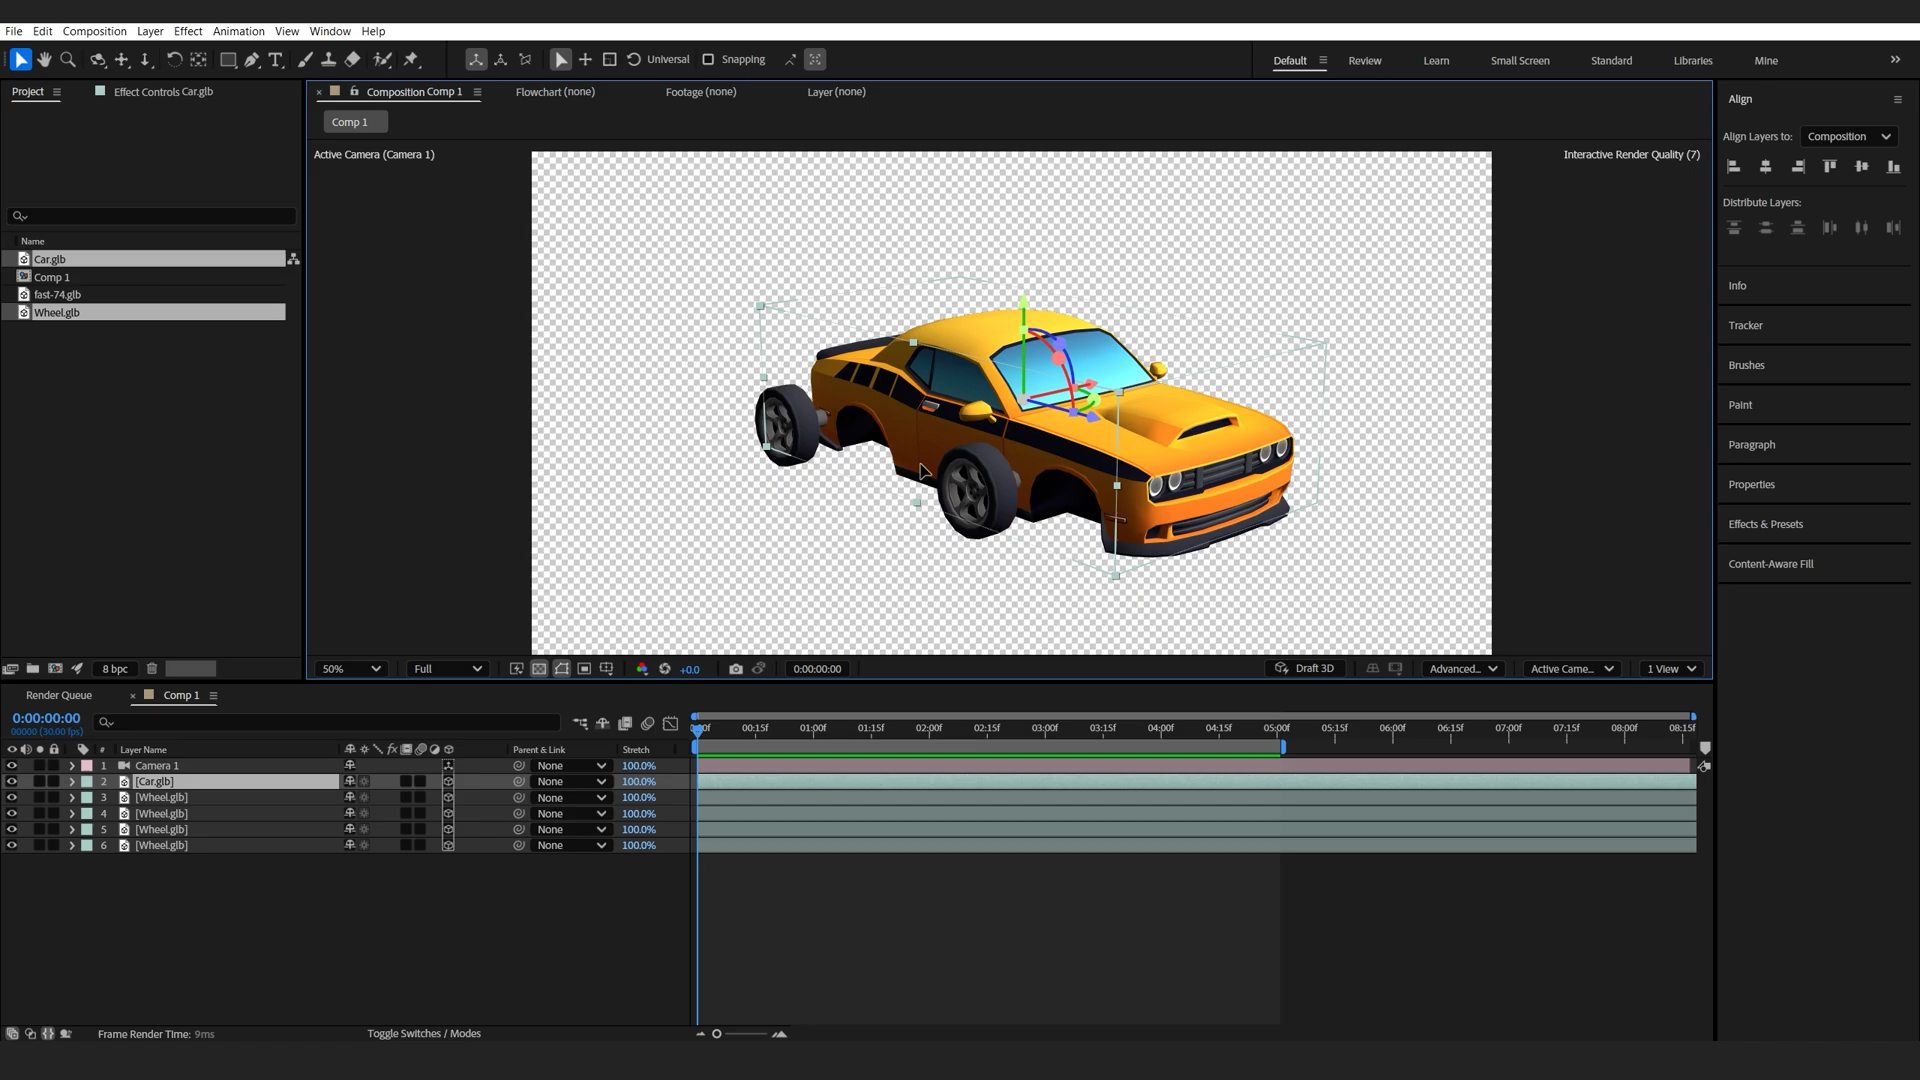 File Edit Composition Layer Effect Animation View Window Help
Universal Snapping Default Review Learn Small Screen Standard Libraries Mine
Project Effect Controls Car.glb Composition Comp 1 Flowchart (none) Footage (none) Layer (none) Align
Comp 1
Align Layers to: Composition
Active Camera (Camera 1) Interactive Render Quality (7)
Distribute Layers:
Name
Car.glb
Comp 1
fast-74.glb
Wheel.glb
Info
Tracker
Brushes
Paint
Paragraph
Properties
Effects & Presets
Content-Aware Fill
8 bpc 50% Full +0.0 0:00:00:00 Draft 3D Advanced... Active Came... 1 View
Render Queue Comp 1
0:00:00:00
00000 (30.00 fps)
00:15f 01:00f 01:15f 02:00f 02:15f 03:00f 03:15f 04:00f 04:15f 05:00f 05:15f 06:00f 06:15f 07:00f 07:15f 08:00f 08:15f
# Layer Name fx Parent & Link Stretch
1 Camera 1 None 100.0%
2 [Car.glb] None 100.0%
3 [Wheel.glb] None 100.0%
4 [Wheel.glb] None 100.0%
5 [Wheel.glb] None 100.0%
6 [Wheel.glb] None 100.0%
Frame Render Time: 9ms Toggle Switches / Modes